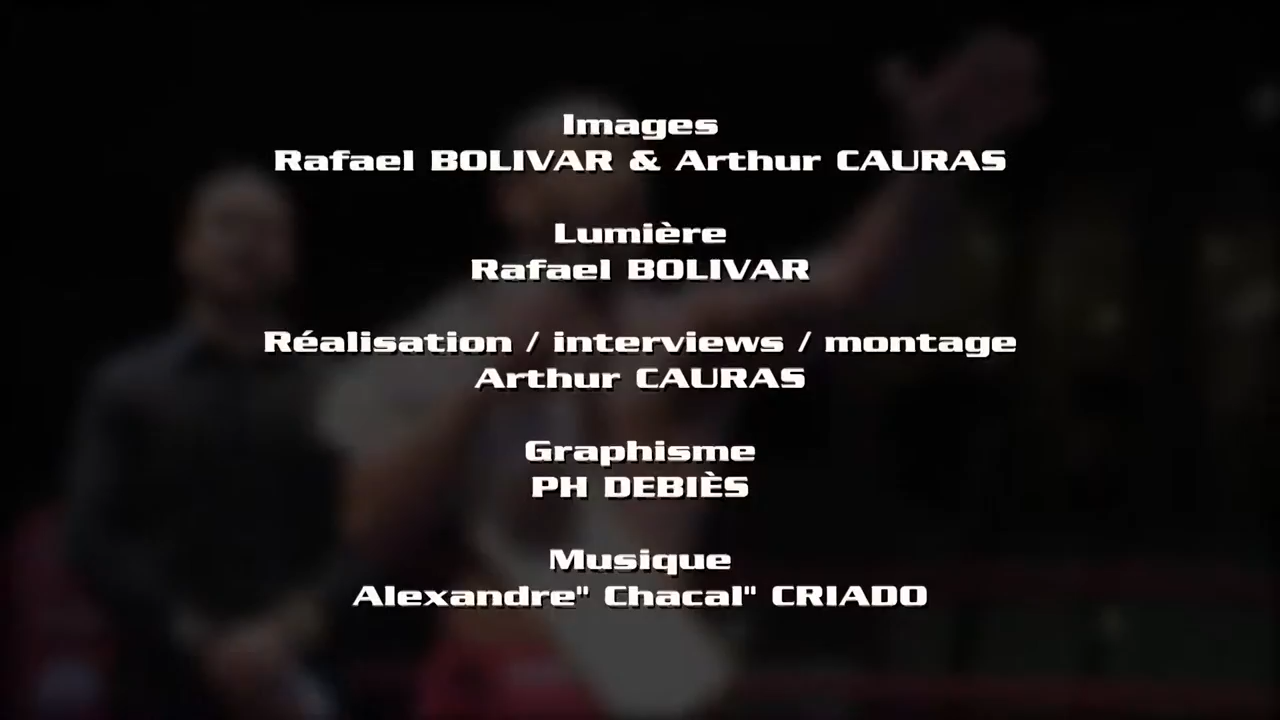 Images
Rafael BOLIVAR & Arthur CAURAS
Lumière
Rafael BOLIVAR
Réalisation / interviews / montage
Arthur CAURAS
Graphisme
PH DEBIÈS
Musique
Alexandre" Chacal" CRIADO